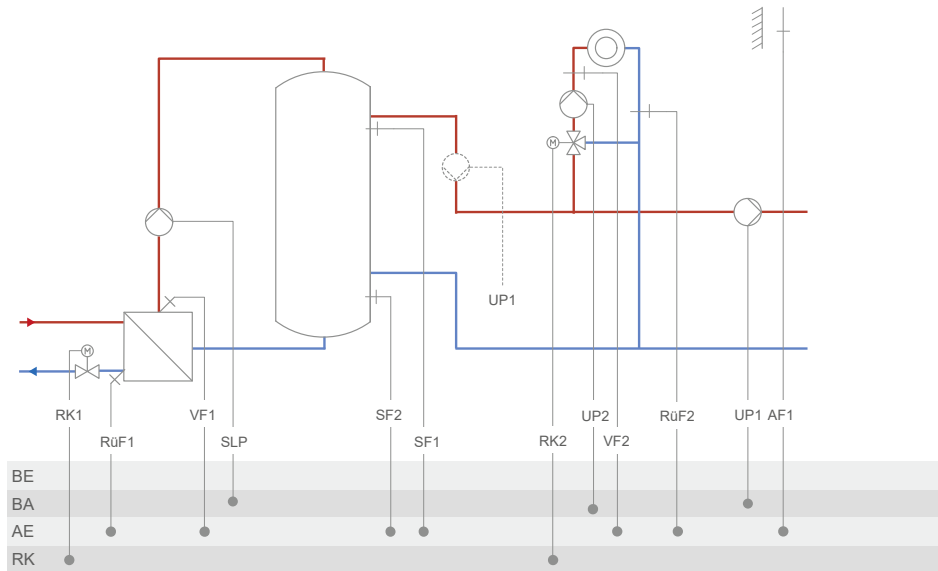 M
UP1
M
RK1
VF1
SF2
UP2
RüF2
UP1
AF1
RüF1
SLP
SF1
RK2
VF2
BE
BA
AE
RK